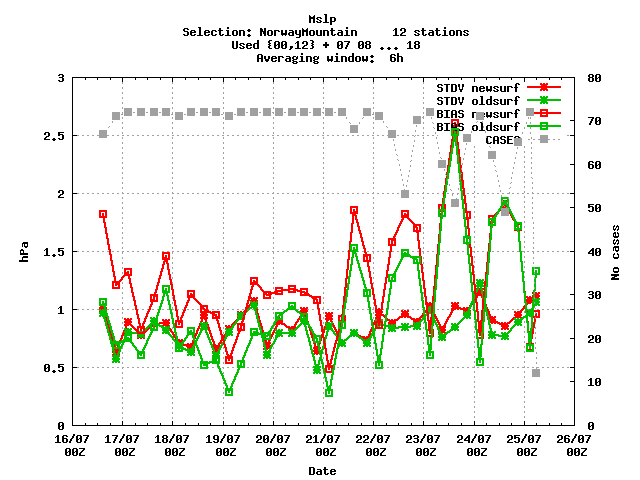 Mslp
Selection: NorwayMountain     12 stations
Used {00,12} + 07 08 ... 18
Averaging window:  6h
STDV newsurf
STDV oldsurf
BIAS newsurf
BIAS oldsurf
CASES
3
2.5
2
1.5
1
0.5
0
hPa
80
70
60
50
40
30
20
10
0
No cases
16/07 17/07 18/07 19/07 20/07 21/07 22/07 23/07 24/07 25/07 26/07
00Z 00Z 00Z 00Z 00Z 00Z 00Z 00Z 00Z 00Z 00Z
Date